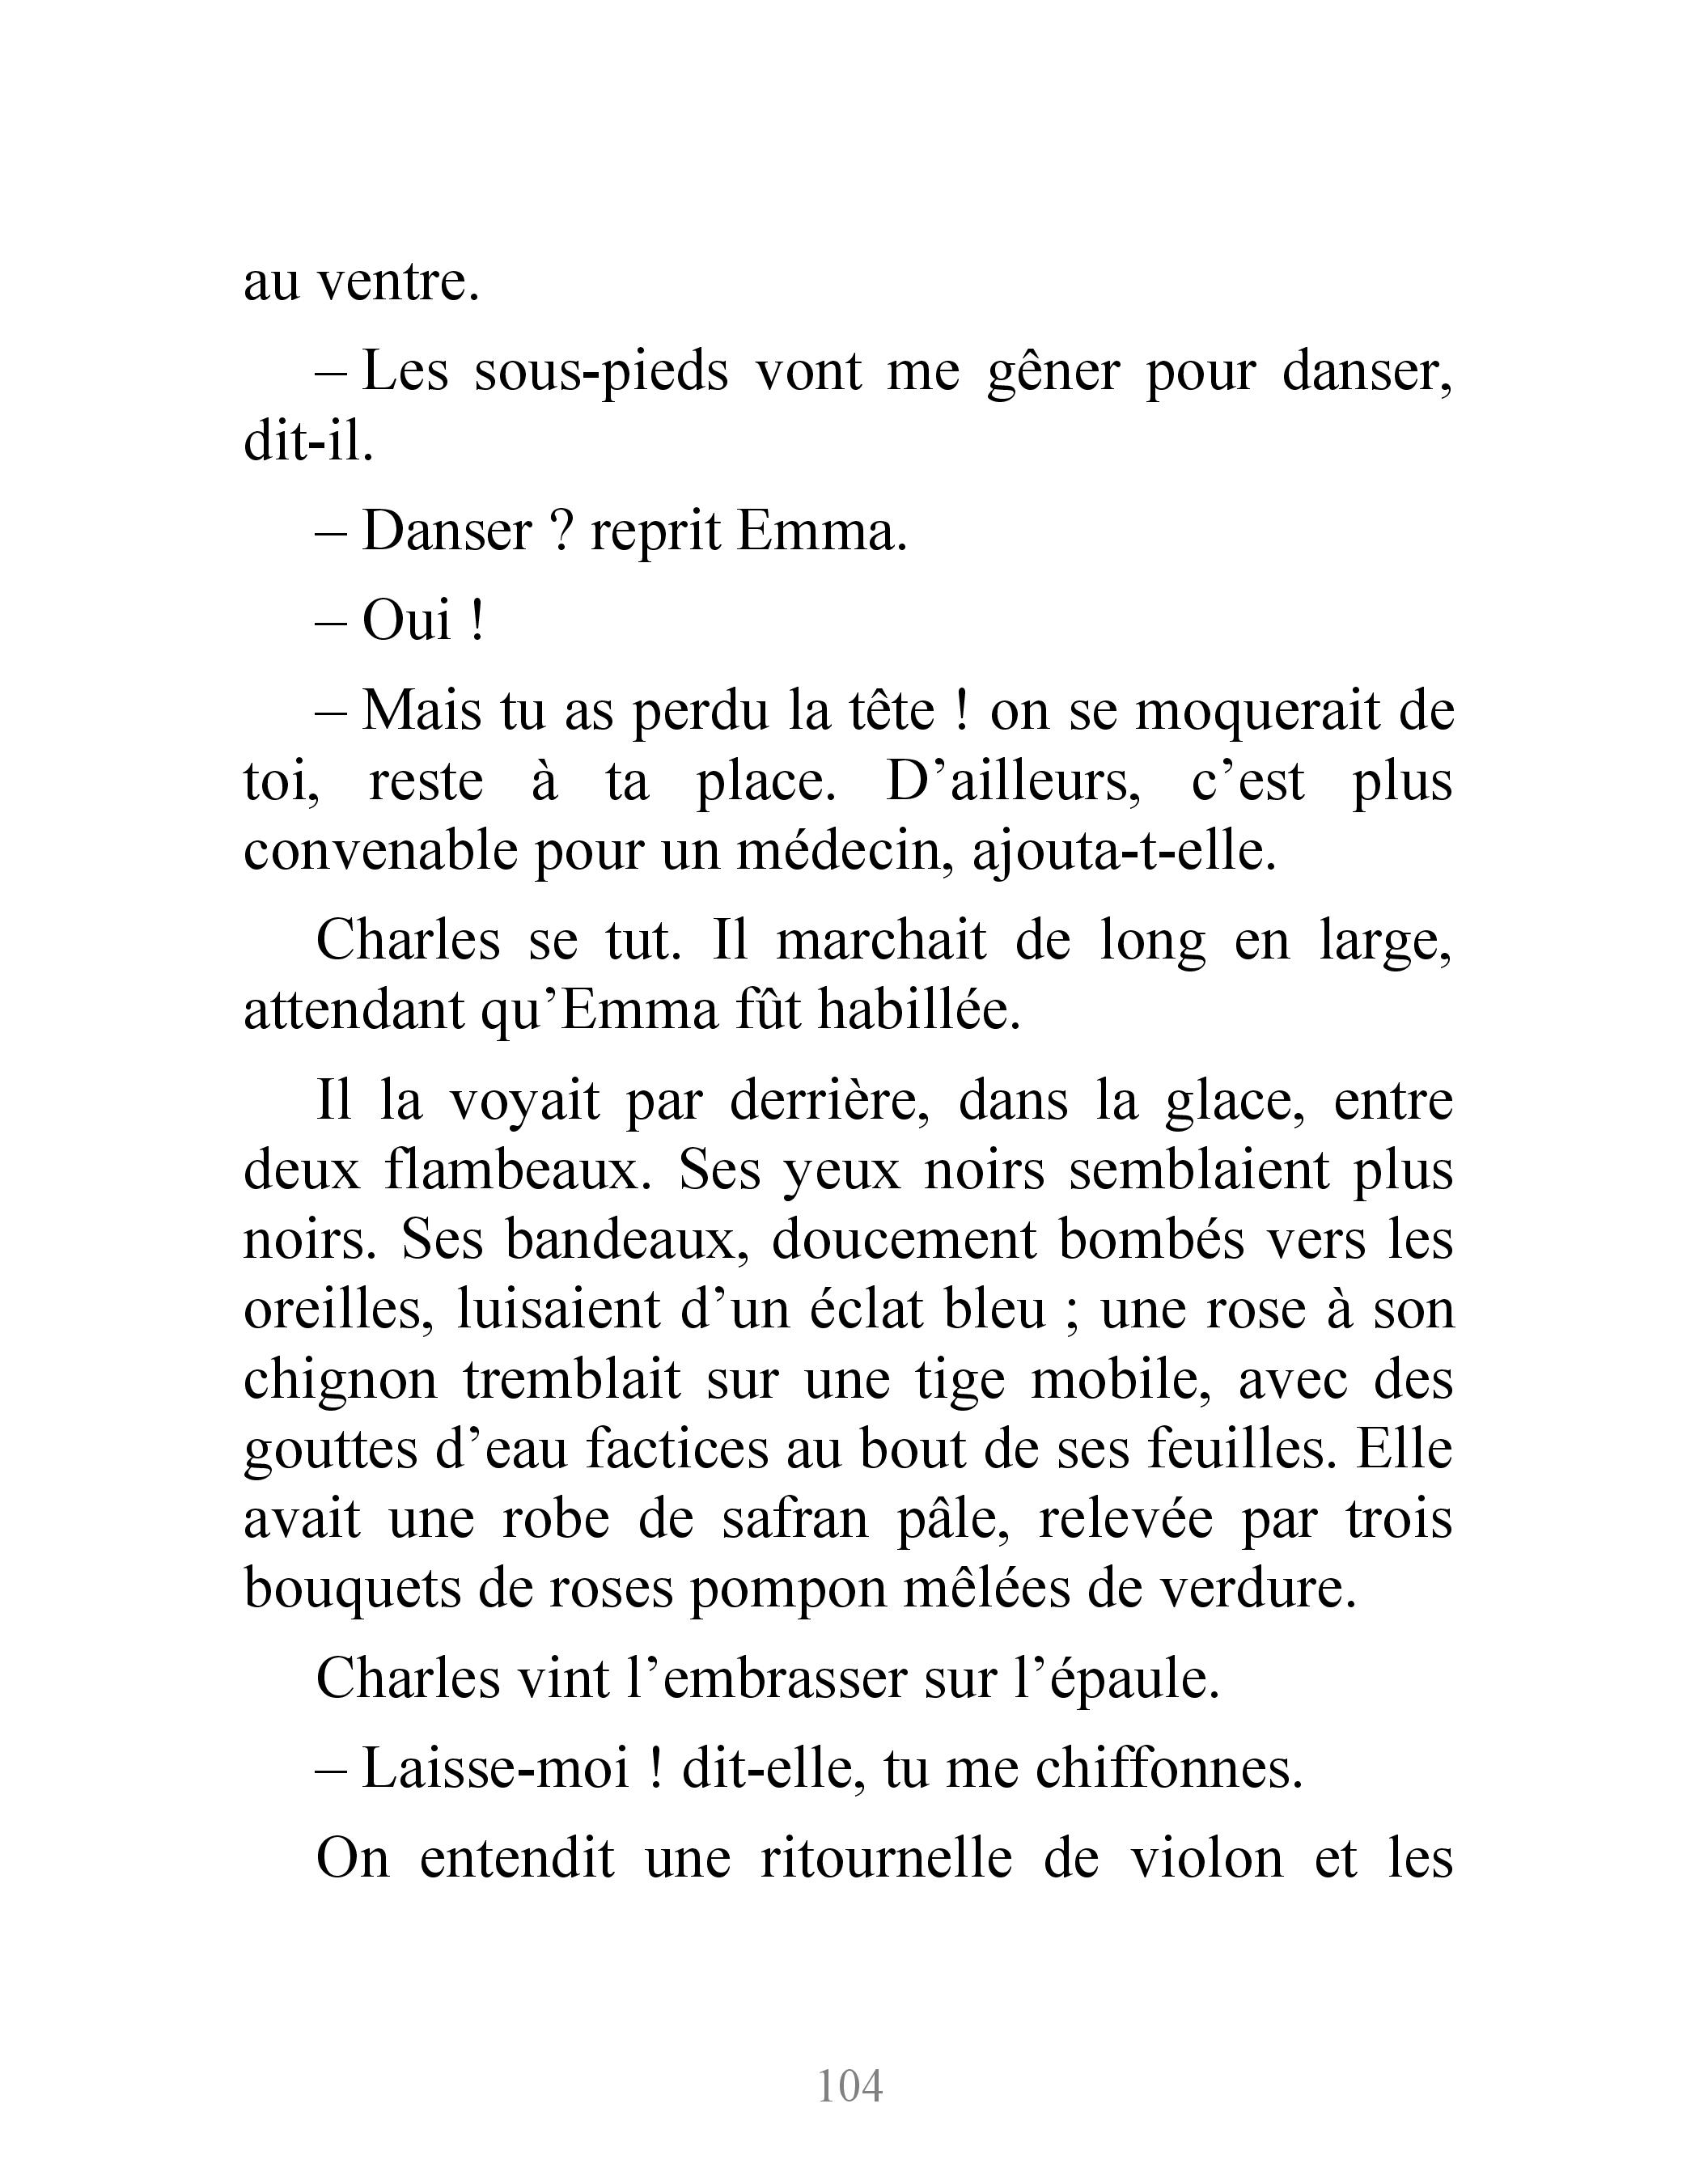 au ventre.
– Les sous-pieds vont me gêner pour danser,
dit-il.
– Danser ? reprit Emma.
– Oui !
– Mais tu as perdu la tête ! on se moquerait de
toi, reste à ta place. D’ailleurs, c’est plus
convenable pour un médecin, ajouta-t-elle.
Charles se tut. Il marchait de long en large,
attendant qu’Emma fût habillée.
Il la voyait par derrière, dans la glace, entre
deux flambeaux. Ses yeux noirs semblaient plus
noirs. Ses bandeaux, doucement bombés vers les
oreilles, luisaient d’un éclat bleu ; une rose à son
chignon tremblait sur une tige mobile, avec des
gouttes d’eau factices au bout de ses feuilles. Elle
avait une robe de safran pâle, relevée par trois
bouquets de roses pompon mêlées de verdure.
Charles vint l’embrasser sur l’épaule.
– Laisse-moi ! dit-elle, tu me chiffonnes.
On entendit une ritournelle de violon et les
104